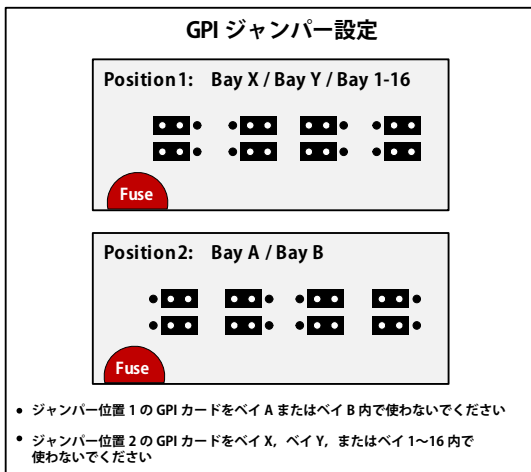 GPI ジャンパー設定
Position1: Bay X / Bay Y / Bay 1-16
Fuse
Position2: Bay A / Bay B
Fuse
• ジャンパー位置 1 の GPI カードをベイ A またはベイ B 内で使わないでください
• ジャンパー位置 2 の GPI カードをベイ X, ベイ Y, またはベイ 1〜16 内で
使わないでください